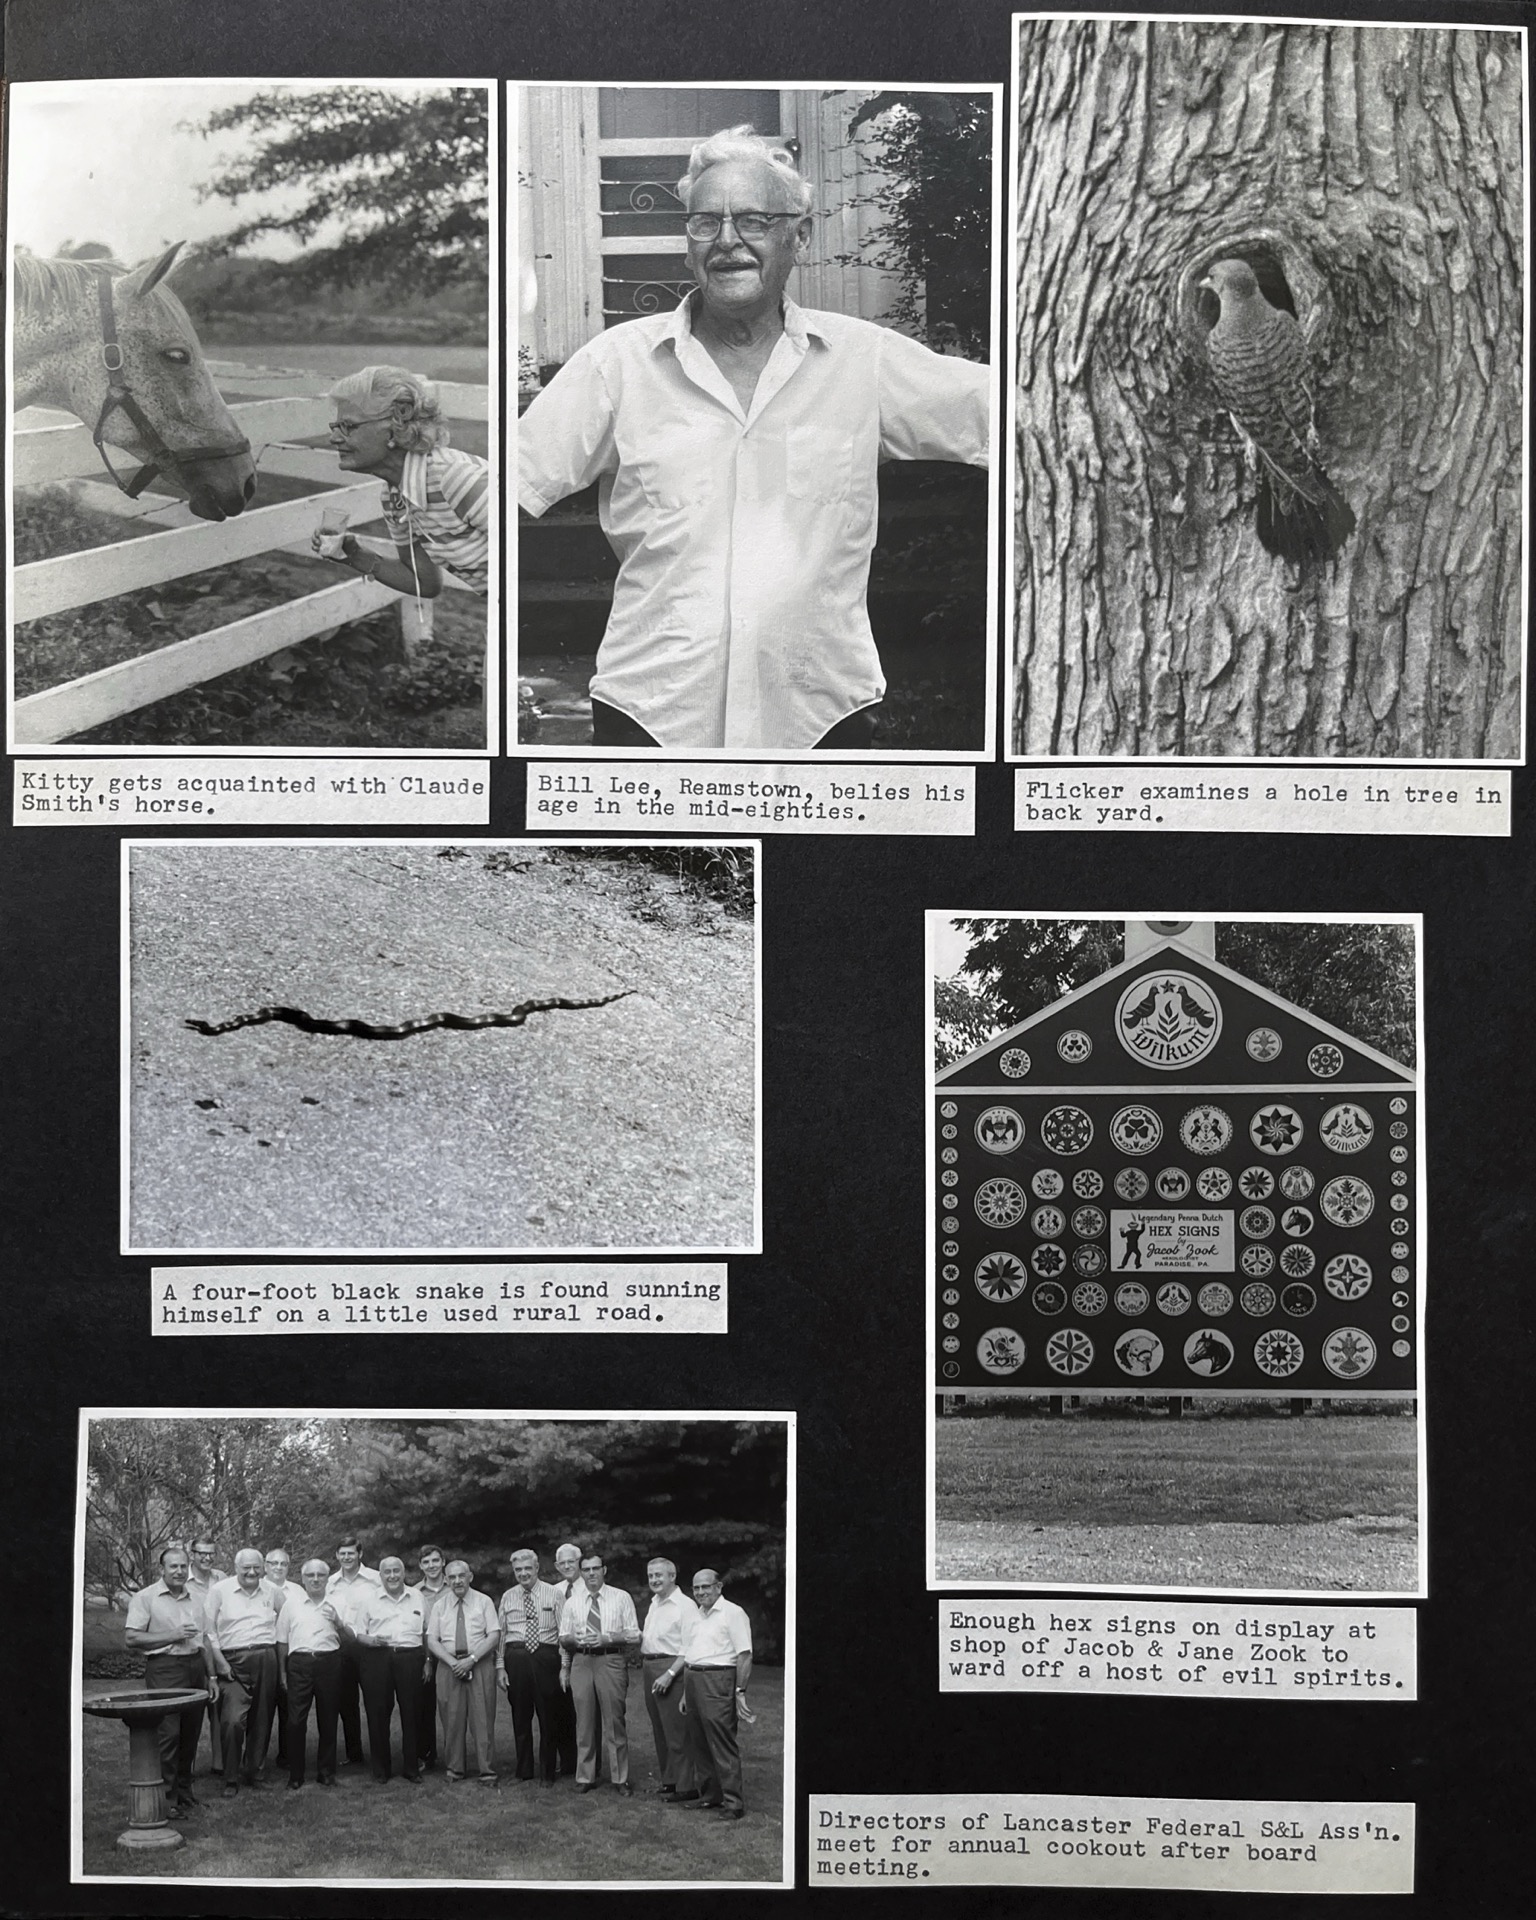 Kitty gets acquainted with Claude
Smith's horse.
Bill Lee, Reamstown, belies his
age in the mid-eighties.
Flicker examines a hole in tree in
back yard.
A four-foot black snake is found sunning
himself on a little used rural road.
Wilkum
Wilkum
Legendary Penna Dutch
HEX SIGNS
by
Jacob Zook
PARADISE, PA.
Enough hex signs on display at
shop of Jacob & Jane Zook to
ward off a host of evil spirits.
Directors of Lancaster Federal S&L Ass'n.
meet for annual cookout after board
meeting.